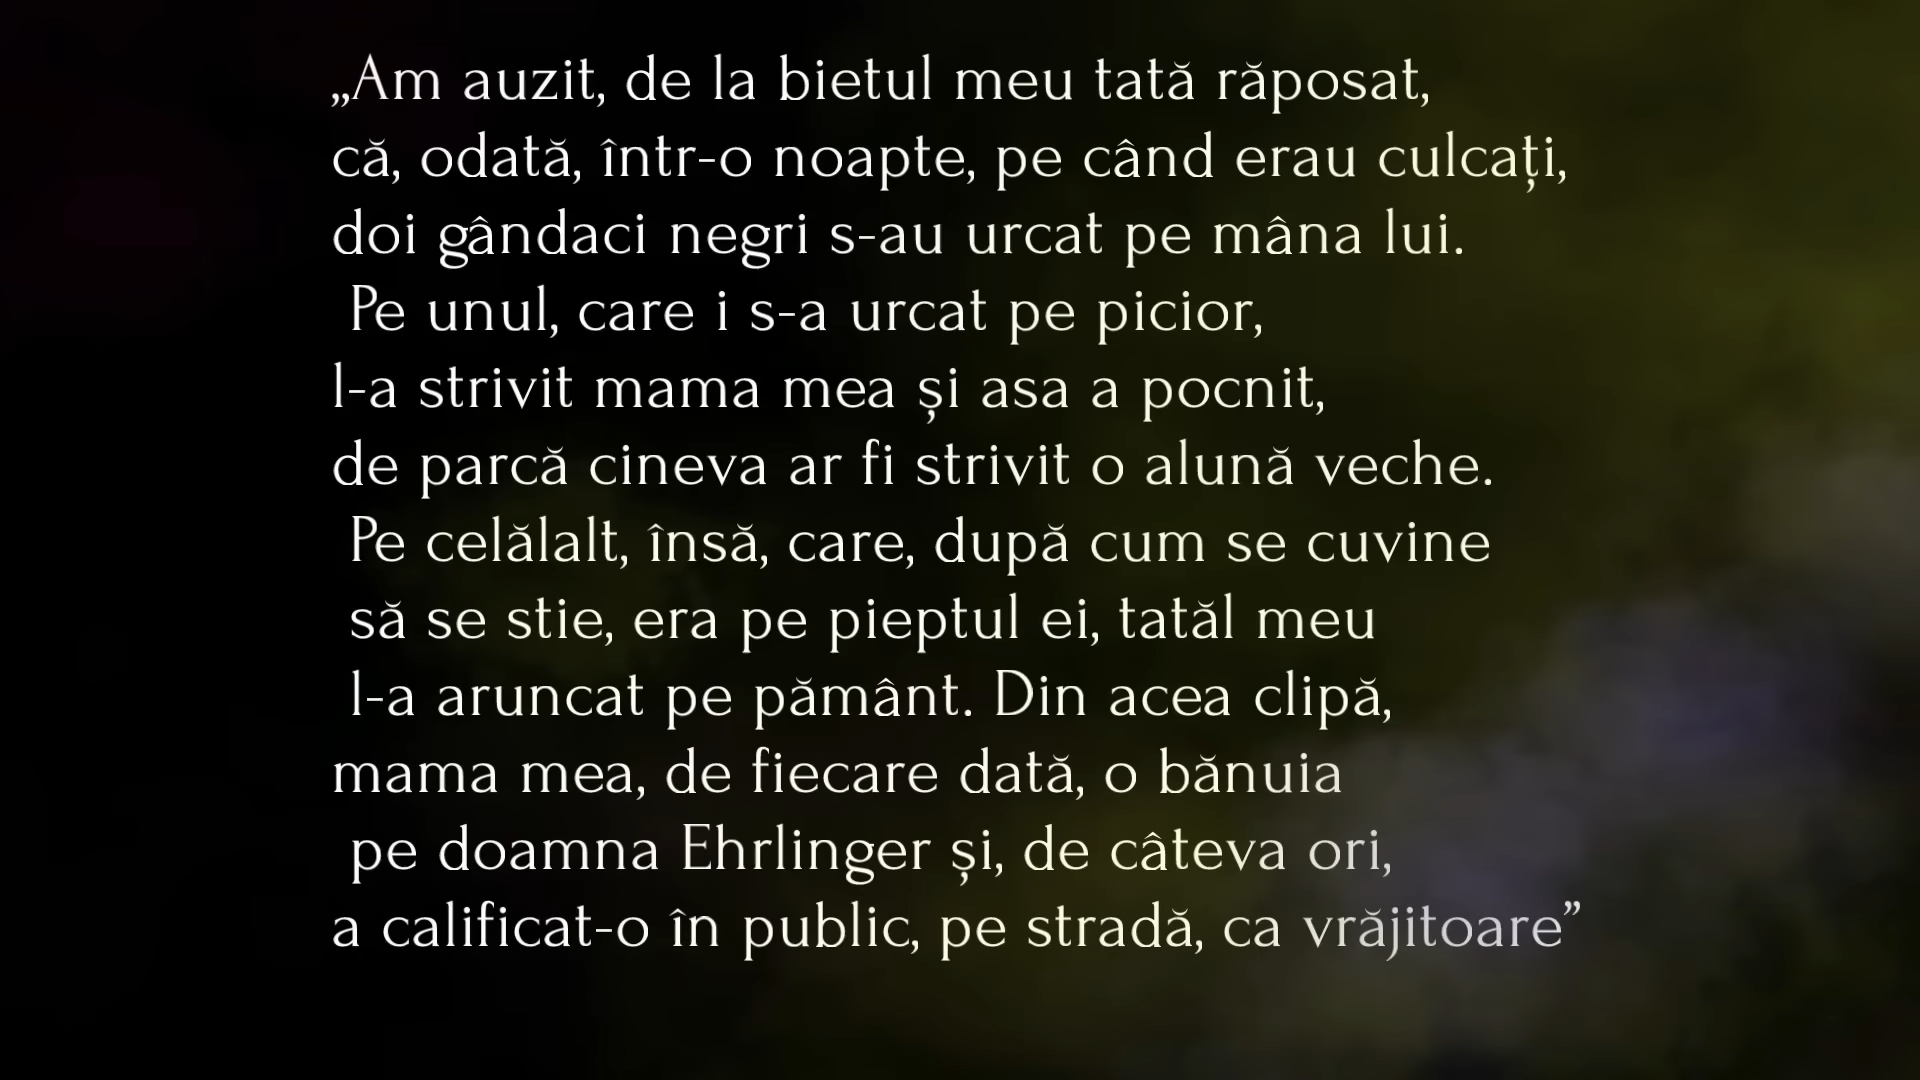 „Am auzit, de la bietul meu tată răposat,
că, odată, într-o noapte, pe când erau culcați,
doi gândaci negri s-au urcat pe mâna lui.
Pe unul, care i s-a urcat pe picior,
l-a strivit mama mea și asa a pocnit,
de parcă cineva ar fi strivit o alună veche.
Pe celălalt, însă, care, după cum se cuvine
să se stie, era pe pieptul ei, tatăl meu
l-a aruncat pe pământ. Din acea clipă,
mama mea, de fiecare dată, o bănuia
pe doamna Ehrlinger și, de câteva ori,
a calificat-o în public, pe stradă, ca vrăjitoare”